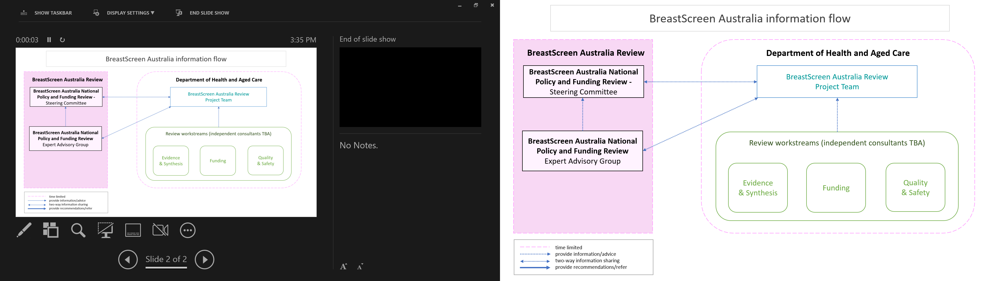 SHOW TASKBAR
DISPLAY SETTINGS ▼
END SLIDE SHOW
0:00:03
3:35 PM
BreastScreen Australia information flow
BreastScreen Australia Review
BreastScreen Australia National
Policy and Funding Review -
Steering Committee
BreastScreen Australia National
Policy and Funding Review
Expert Advisory Group
Department of Health and Aged Care
BreastScreen Australia Review
Project Team
Review workstreams (independent consultants TBA)
Evidence
& Synthesis
Funding
Quality
& Safety
time limited
provide information/advice
two-way information sharing
provide recommendations/refer
Slide 2 of 2
End of slide show
No Notes.
A
A
BreastScreen Australia information flow
BreastScreen Australia Review
BreastScreen Australia National
Policy and Funding Review -
Steering Committee
BreastScreen Australia National
Policy and Funding Review
Expert Advisory Group
Department of Health and Aged Care
BreastScreen Australia Review
Project Team
Review workstreams (independent consultants TBA)
Evidence
& Synthesis
Funding
Quality
& Safety
time limited
provide information/advice
two-way information sharing
provide recommendations/refer